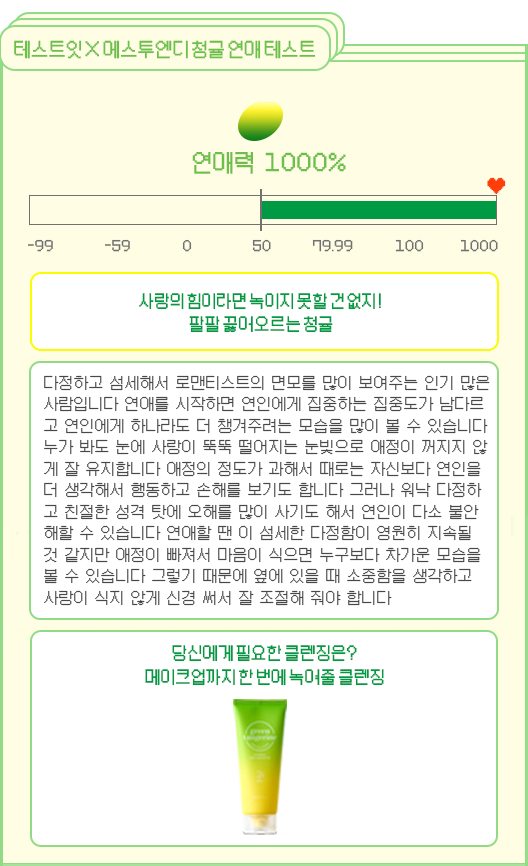 테스트잇×메스투엔디 청귤 연애 테스트
연매력 1000%
-99 -59 0 50 79.99 100 1000
사랑의 힘이라면 녹이지 못할 건 없지!
팔팔 끓어오르는 청귤
다정하고 섬세해서 로맨티스트의 면모를 많이 보여주는 인기 많은
사람입니다 연애를 시작하면 연인에게 집중하는 집중도가 남다르
고 연인에게 하나라도 더 챙겨주려는 모습을 많이 볼 수 있습니다
누가 봐도 눈에 사랑이 뚝뚝 떨어지는 눈빛으로 애정이 꺼지지 않
게 잘 유지합니다 애정의 정도가 과해서 때로는 자신보다 연인을
더 생각해서 행동하고 손해를 보기도 합니다 그러나 워낙 다정하
고 친절한 성격 탓에 오해를 많이 사기도 해서 연인이 다소 불안
해할 수 있습니다 연애할 땐 이 섬세한 다정함이 영원히 지속될
것 같지만 애정이 빠져서 마음이 식으면 누구보다 차가운 모습을
볼 수 있습니다 그렇기 때문에 옆에 있을 때 소중함을 생각하고
사랑이 식지 않게 신경 써서 잘 조절해 줘야 합니다
당신에게 필요한 클렌징은?
메이크업까지 한 번에 녹여줄 클렌징
green
tangerine